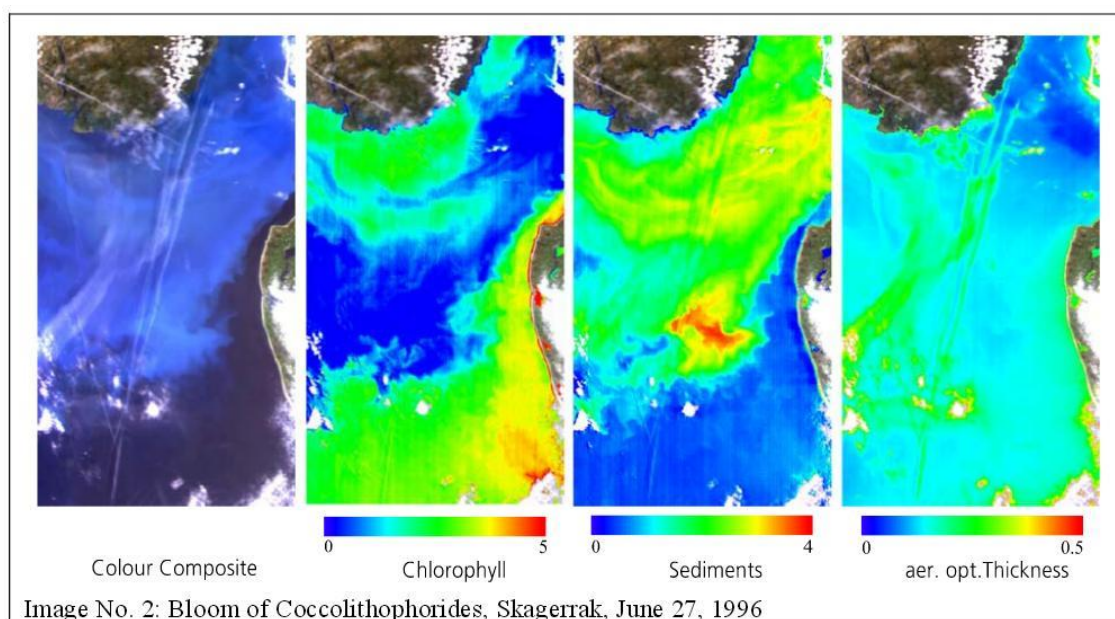 0 5 0 4 0 0.5
Colour Composite Chlorophyll Sediments aer. opt.Thickness
Image No. 2: Bloom of Coccolithophorides, Skagerrak, June 27, 1996